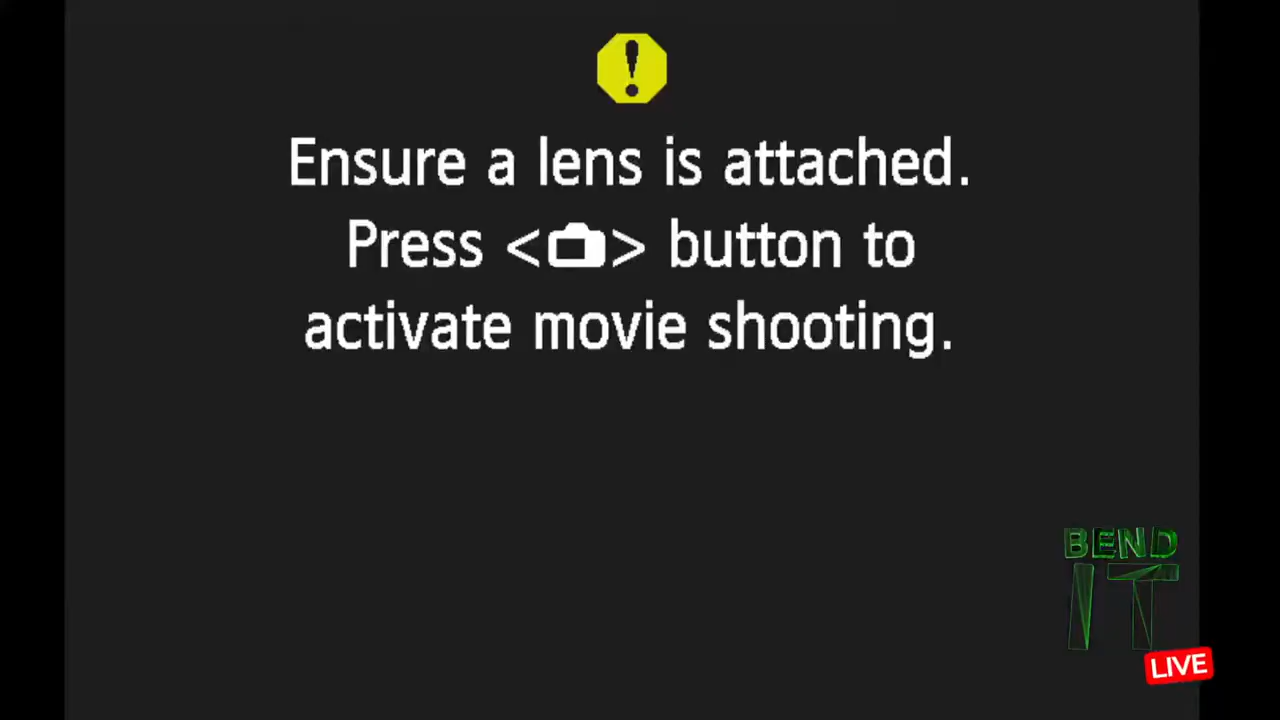 Ensure a lens is attached.
Press <📷> button to
activate movie shooting.
BEND
IT
LIVE